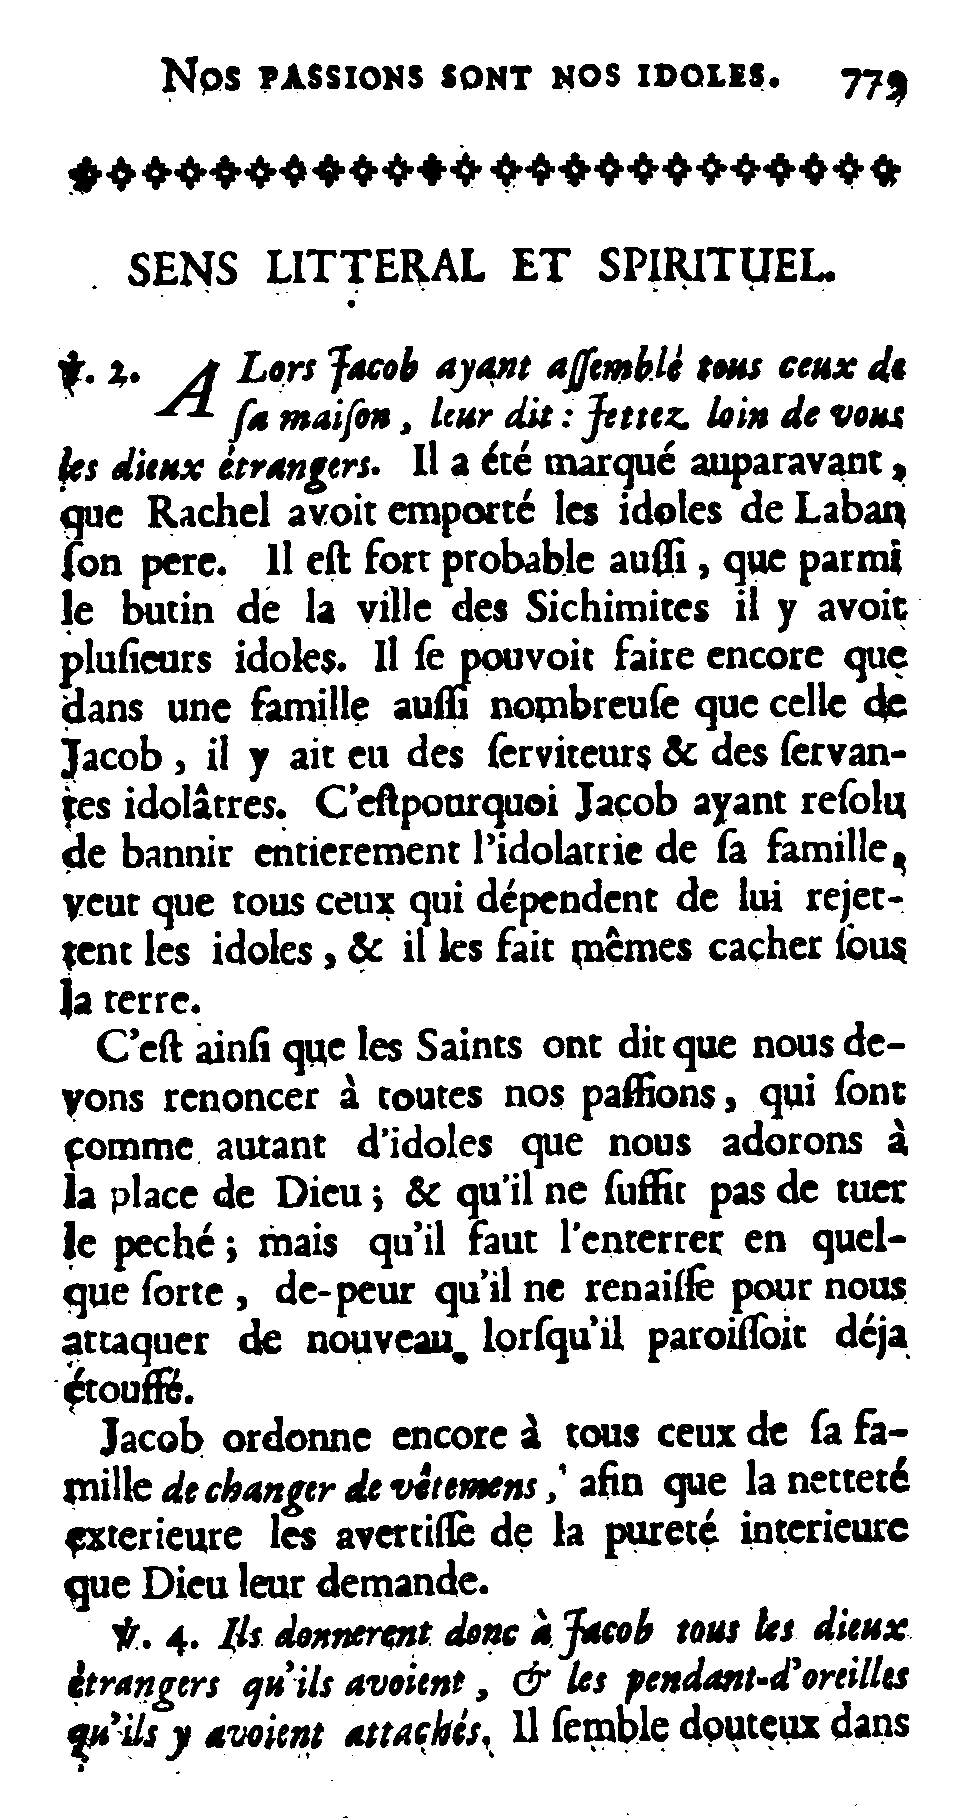 NOS PASSIONS SONT NOS IDOLES. 779
SENS LITTERAL ET SPIRITUEL.
℣. 2. ALors Jacob ayant aſſemblé tous ceux de
ſa maiſon, leur dit : Jettez loin de vous
les dieux étrangers. Il a été marqué auparavant,
que Rachel avoit emporté les idoles de Laban
ſon pere. Il eſt fort probable auſſi, que parmi
le butin de la ville des Sichimites il y avoit
pluſieurs idoles. Il ſe pouvoit faire encore que
dans une famille auſſi nombreuſe que celle de
Jacob, il y ait eu des ſerviteurs & des ſervan-
tes idolâtres. C'eſtpourquoi Jacob ayant reſolu
de bannir entierement l'idolatrie de ſa famille,
veut que tous ceux qui dépendent de lui rejet-
tent les idoles, & il les fait mêmes cacher ſous
la terre.
C'eſt ainſi que les Saints ont dit que nous de-
vons renoncer à toutes nos paſſions, qui ſont
comme autant d'idoles que nous adorons à
la place de Dieu ; & qu'il ne ſuffit pas de tuer
le peché ; mais qu'il faut l'enterrer en quel-
que ſorte, de-peur qu'il ne renaiſſe pour nous
attaquer de nouveau, lorſqu'il paroiſſoit déja
étouffé.
Jacob ordonne encore à tous ceux de ſa fa-
mille de changer de vêtemens, afin que la netteté
exterieure les avertiſſe de la pureté interieure
que Dieu leur demande.
℣. 4. Ils donnerent donc à Jacob tous les dieux
étrangers qu'ils avoient, & les pendant-d'oreilles
qu'ils y avoient attachés. Il ſemble douteux dans